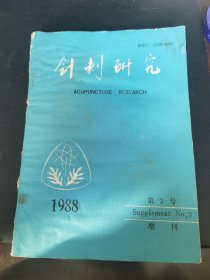 针刺研究
ACUPUNCTURE RESEARCH
1988
第3号
Supplement No.3
增刊